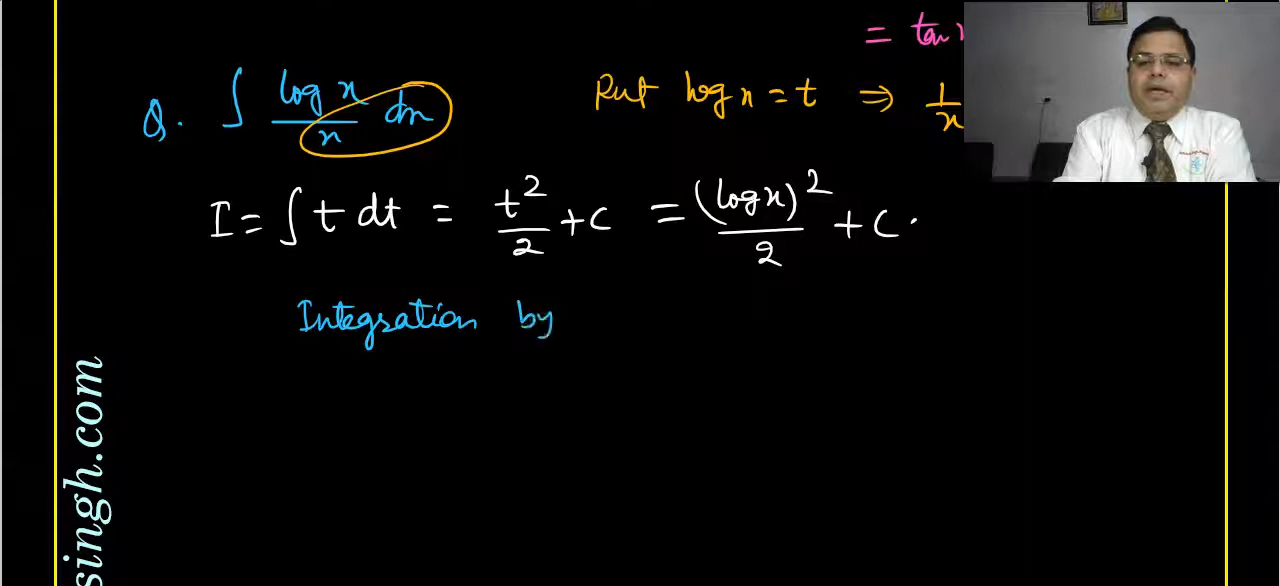 = tan
Q. ∫ log x / x dx Put log x = t ⇒ 1/x
I = ∫ t dt = t²/2 + c = (log x)²/2 + c.
Integration by
singh.com